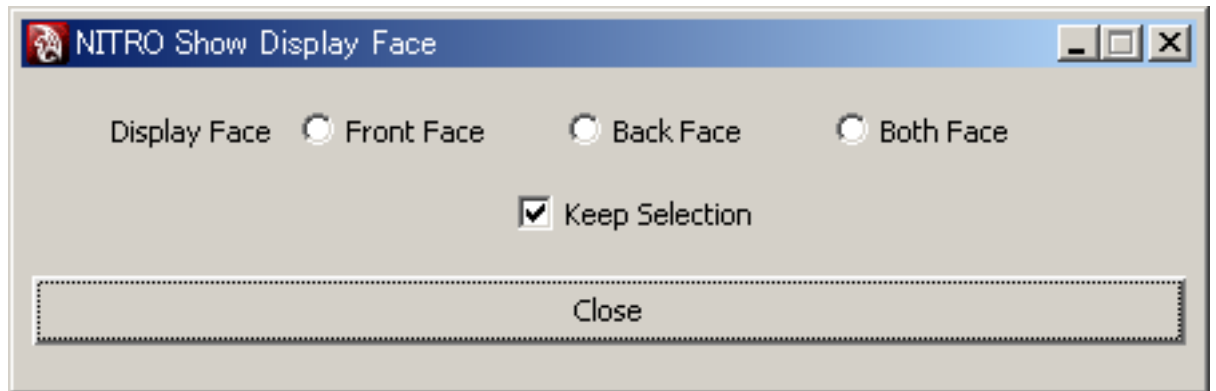 NITRO Show Display Face
Display Face Front Face Back Face Both Face
Keep Selection
Close